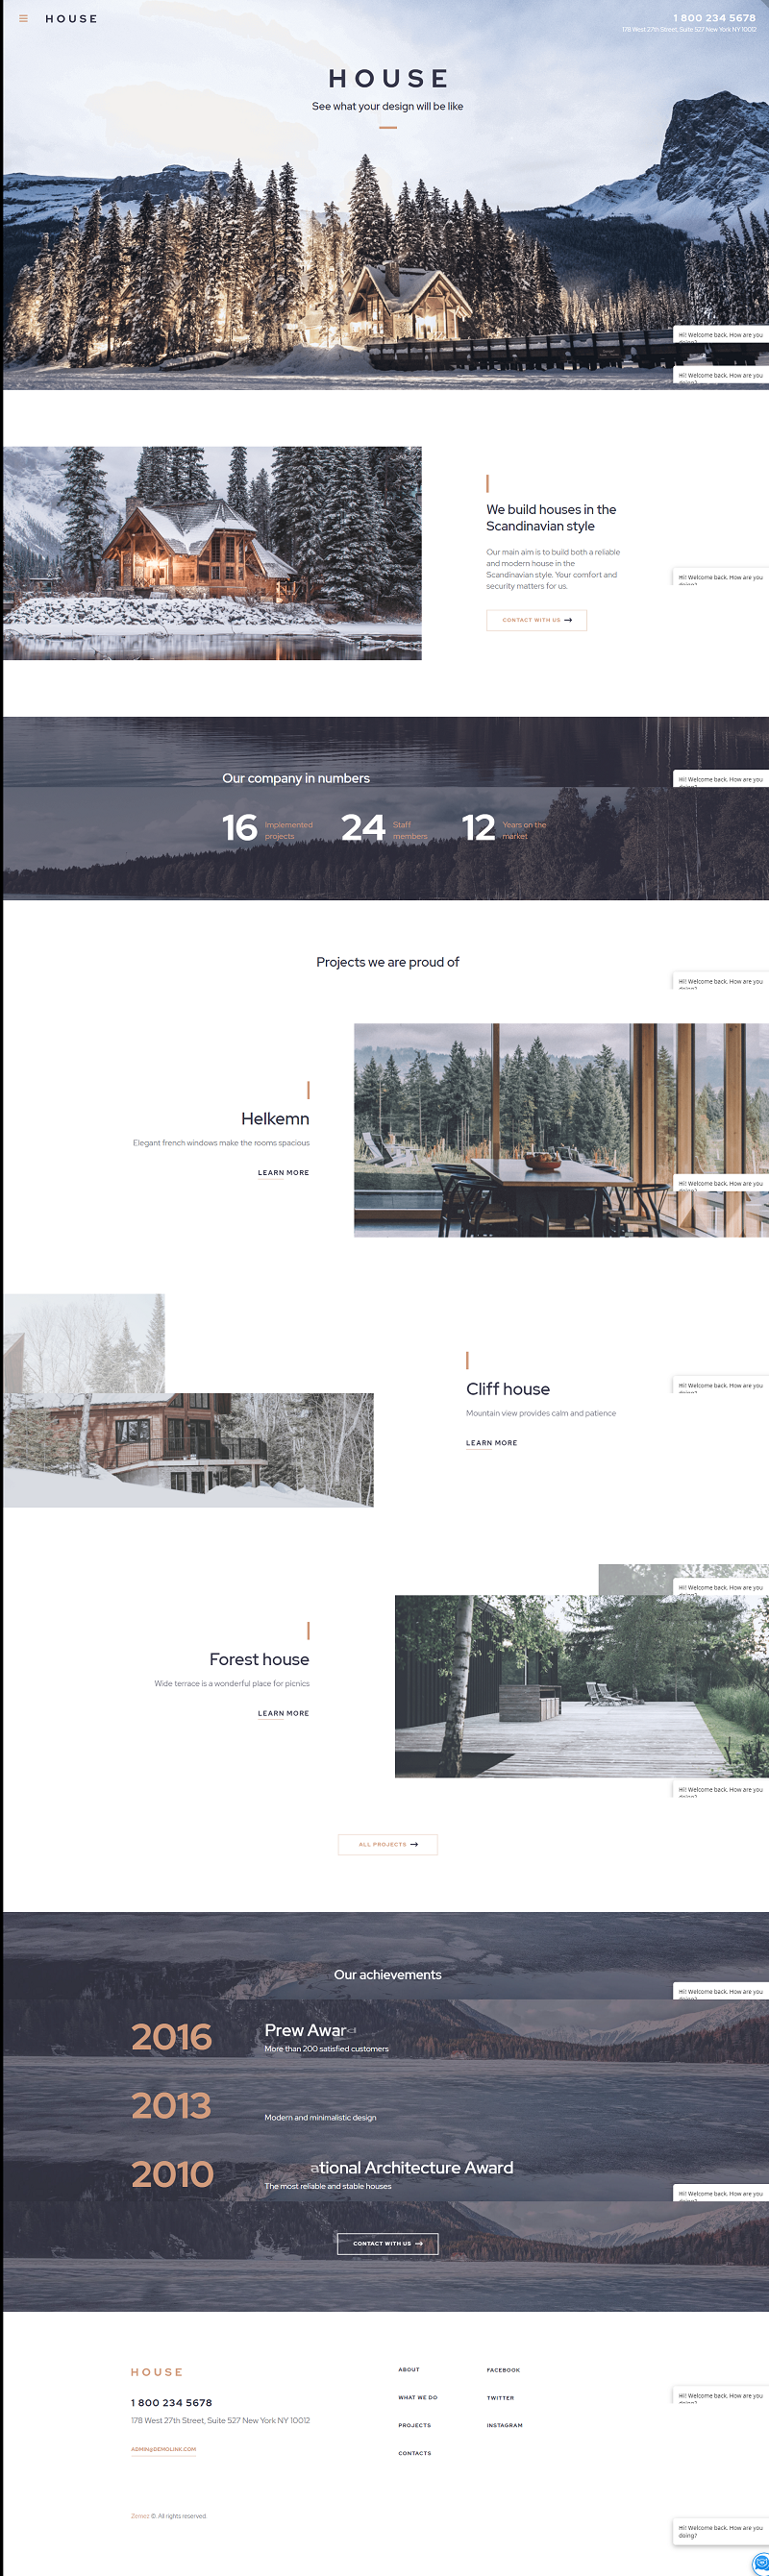 HOUSE
1 800 234 5678
178 West 27th Street, Suite 527 New York NY 10012
HOUSE
See what your design will be like
Hi! Welcome back. How are you
doing?
Hi! Welcome back. How are you
doing?
We build houses in the
Scandinavian style
Our main aim is to build both a reliable
and modern house in the
Scandinavian style. Your comfort and
security matters for us.
Hi! Welcome back. How are you
CONTACT WITH US
Our company in numbers
Hi! Welcome back. How are you
16 Implemented
projects
24 Staff
members
12 Years on the
market
Projects we are proud of
Hi! Welcome back. How are you
Helkemn
Elegant french windows make the rooms spacious
LEARN MORE
Hi! Welcome back. How are you
Cliff house
Hi! Welcome back. How are you
Mountain view provides calm and patience
LEARN MORE
Hi! Welcome back. How are you
Forest house
Wide terrace is a wonderful place for picnics
LEARN MORE
Hi! Welcome back. How are you
ALL PROJECTS
Our achievements
Hi! Welcome back. How are you
2016
Prew Awar
More than 200 satisfied customers
2013
Modern and minimalistic design
2010
ational Architecture Award
The most reliable and stable houses
Hi! Welcome back. How are you
CONTACT WITH US
HOUSE
1 800 234 5678
178 West 27th Street, Suite 527 New York NY 10012
ADMIN@DEMOLINK.COM
ABOUT
WHAT WE DO
PROJECTS
CONTACTS
FACEBOOK
TWITTER
INSTAGRAM
Hi! Welcome back. How are you
Zemez © All rights reserved.
Hi! Welcome back. How are you
doing?